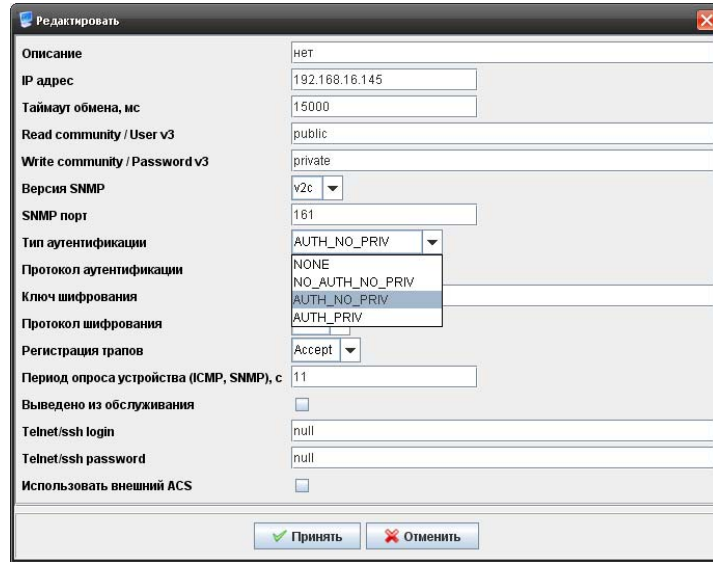 Редактировать
Описание нет
IP адрес 192.168.16.145
Таймаут обмена, мс 15000
Read community / User v3 public
Write community / Password v3 private
Версия SNMP v2c
SNMP порт 161
Тип аутентификации AUTH_NO_PRIV
NONE
Протокол аутентификации
NO_AUTH_NO_PRIV
Ключ шифрования AUTH_NO_PRIV
Протокол шифрования AUTH_PRIV
Регистрация трапов Accept
Период опроса устройства (ICMP, SNMP), с 11
Выведено из обслуживания
Telnet/ssh login null
Telnet/ssh password null
Использовать внешний ACS
Принять Отменить